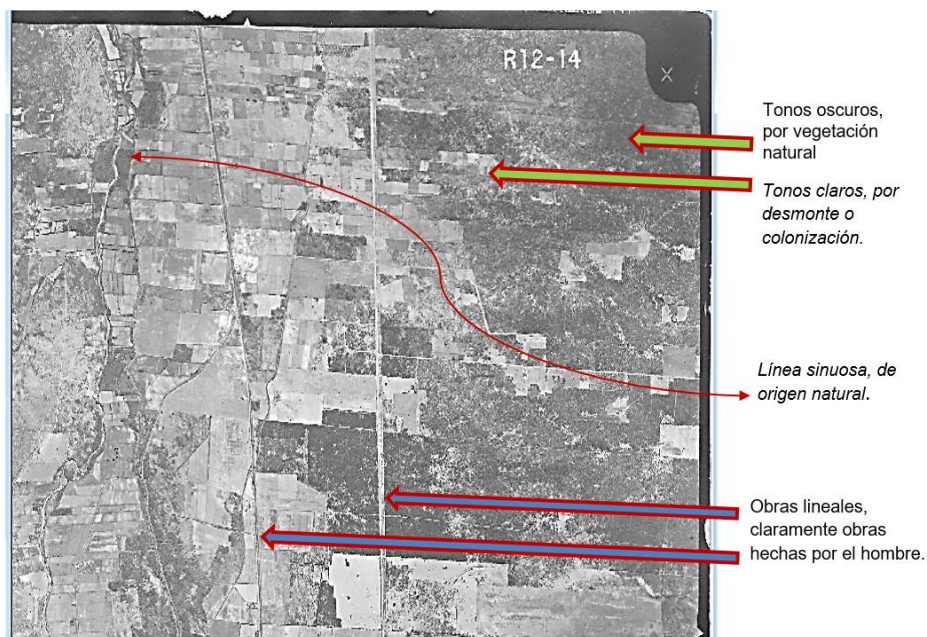 R12-14
Tonos oscuros,
por vegetación
natural
Tonos claros, por
desmonte o
colonización.
Línea sinuosa, de
origen natural.
Obras lineales,
claramente obras
hechas por el hombre.